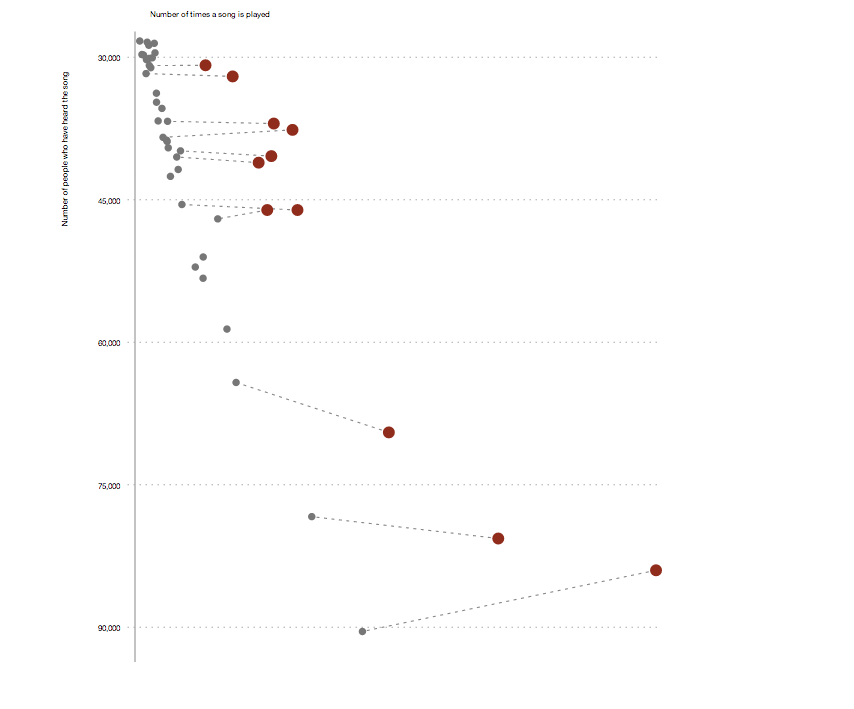 Number of times a song is played
30,000
Number of people who have heard the song
45,000
60,000
75,000
90,000